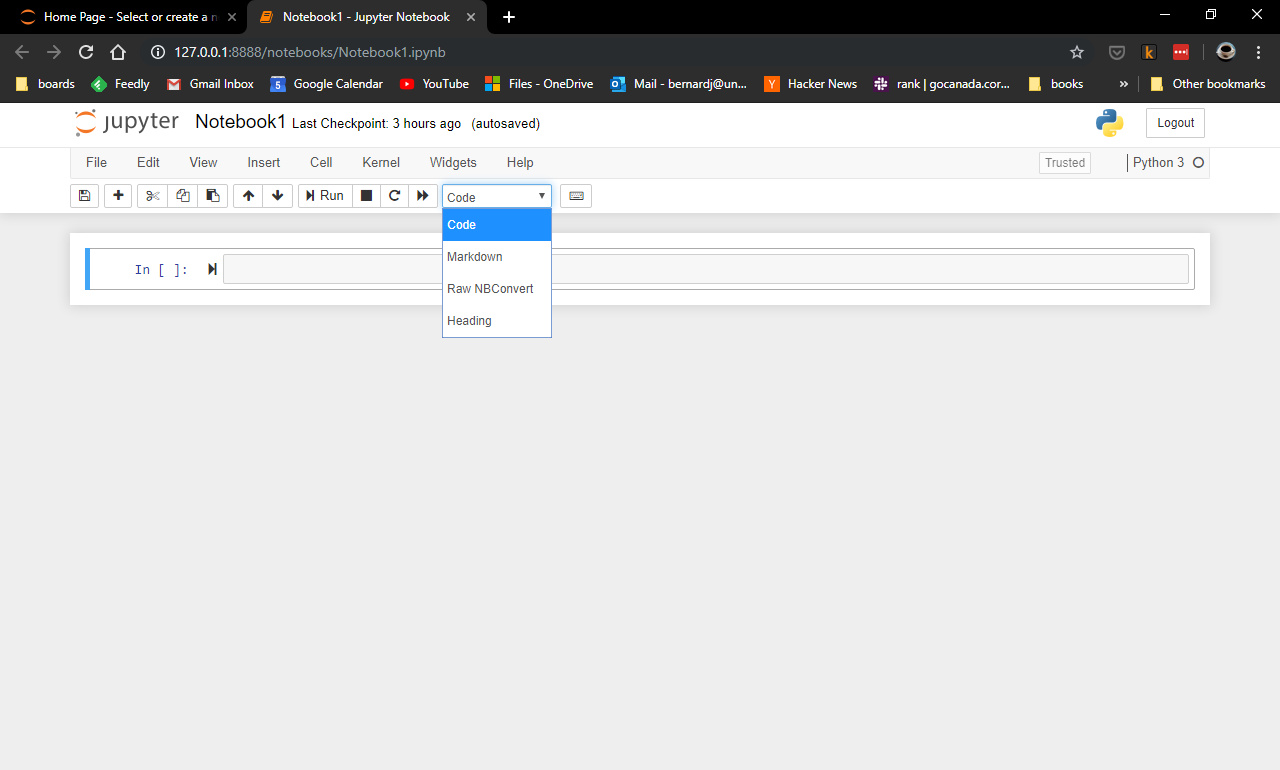 Home Page - Select or create a n
Notebook1 - Jupyter Notebook
127.0.0.1:8888/notebooks/Notebook1.ipynb
k
boards
Feedly
Gmail Inbox
5
Google Calendar
YouTube
Files - OneDrive
Mail - bernardj@un...
Y
Hacker News
rank | gocanada.cor...
books
»
Other bookmarks
jupyter Notebook1 Last Checkpoint: 3 hours ago (autosaved)
Logout
File Edit View Insert Cell Kernel Widgets Help
Trusted
Python 3
Run
Code
Code
Markdown
Raw NBConvert
Heading
In [ ]: